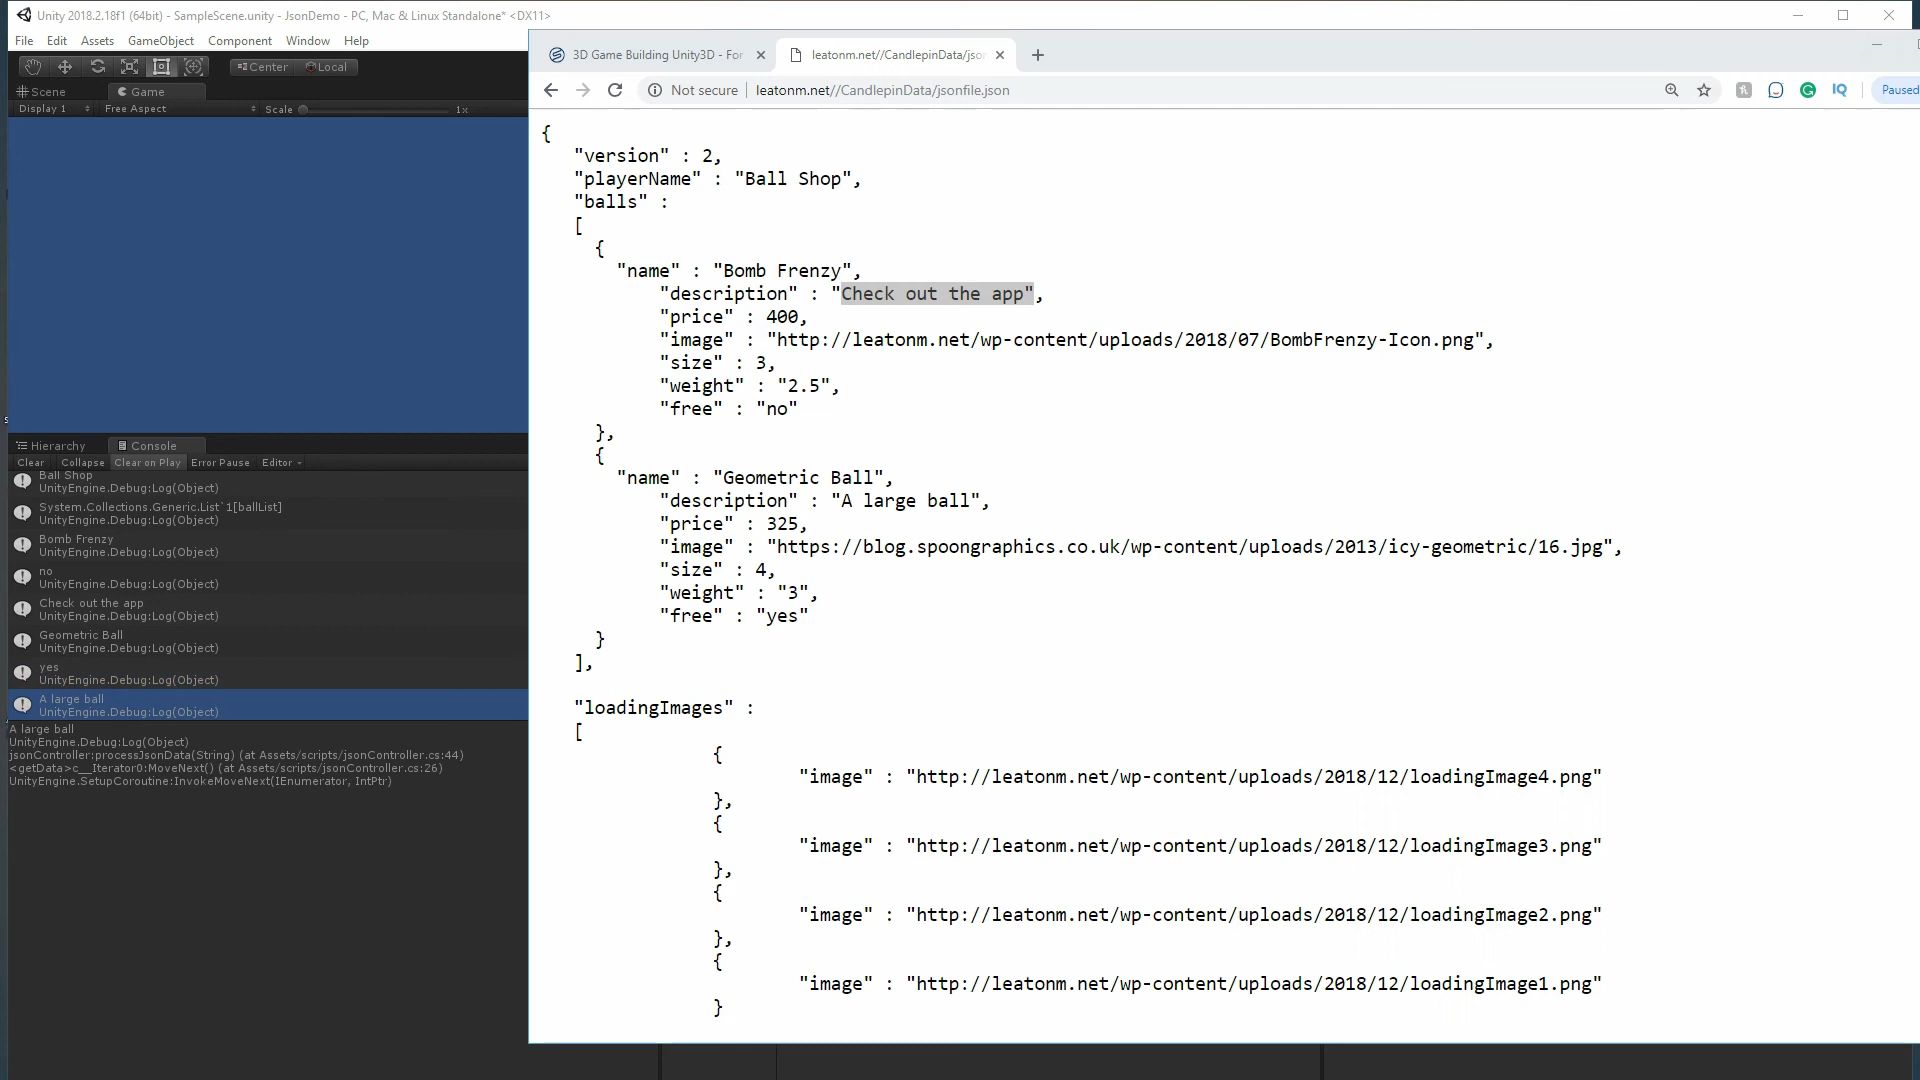 Unity 2018.2.18f1 (64bit) - SampleScene.unity - JsonDemo - PC, Mac & Linux Standalone* <DX11>
File Edit Assets GameObject Component Window Help
Center Local
Scene Game
Display 1 Free Aspect Scale 1x
Hierarchy Console
Clear Collapse Clear on Play Error Pause Editor
Ball Shop
UnityEngine.Debug:Log(Object)
System.Collections.Generic.List`1[ballList]
UnityEngine.Debug:Log(Object)
Bomb Frenzy
UnityEngine.Debug:Log(Object)
no
UnityEngine.Debug:Log(Object)
Check out the app
UnityEngine.Debug:Log(Object)
Geometric Ball
UnityEngine.Debug:Log(Object)
yes
UnityEngine.Debug:Log(Object)
A large ball
UnityEngine.Debug:Log(Object)
A large ball
UnityEngine.Debug:Log(Object)
jsonController:processJsonData(String) (at Assets/scripts/jsonController.cs:44)
<getData>c__Iterator0:MoveNext() (at Assets/scripts/jsonController.cs:26)
UnityEngine.SetupCoroutine:InvokeMoveNext(IEnumerator, IntPtr)
3D Game Building Unity3D - For leatonm.net//CandlepinData/jso
Not secure leatonm.net//CandlepinData/jsonfile.json IQ Paused
{
"version" : 2,
"playerName" : "Ball Shop",
"balls" :
[
{
"name" : "Bomb Frenzy",
"description" : "Check out the app",
"price" : 400,
"image" : "http://leatonm.net/wp-content/uploads/2018/07/BombFrenzy-Icon.png",
"size" : 3,
"weight" : "2.5",
"free" : "no"
},
{
"name" : "Geometric Ball",
"description" : "A large ball",
"price" : 325,
"image" : "https://blog.spoongraphics.co.uk/wp-content/uploads/2013/icy-geometric/16.jpg",
"size" : 4,
"weight" : "3",
"free" : "yes"
}
],
"loadingImages" :
[
{
"image" : "http://leatonm.net/wp-content/uploads/2018/12/loadingImage4.png"
},
{
"image" : "http://leatonm.net/wp-content/uploads/2018/12/loadingImage3.png"
},
{
"image" : "http://leatonm.net/wp-content/uploads/2018/12/loadingImage2.png"
},
{
"image" : "http://leatonm.net/wp-content/uploads/2018/12/loadingImage1.png"
}